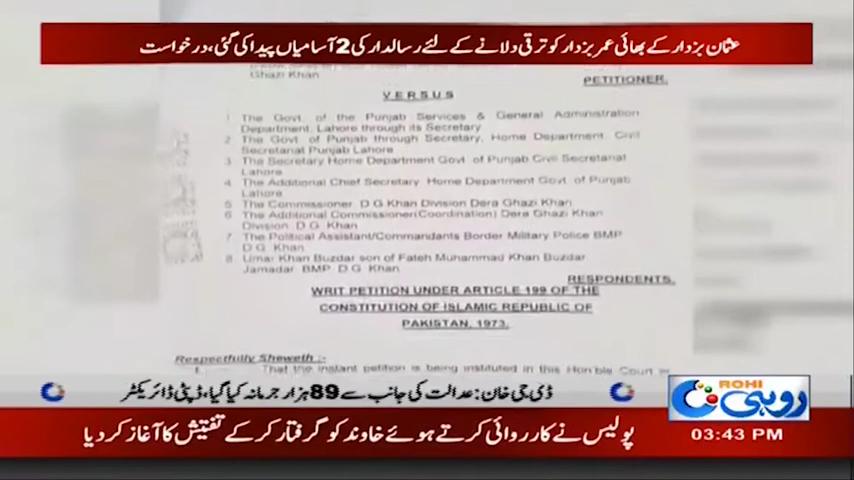 عثمان بزدار کے بھائی عمر بزدار کو ترقی دلانے کے لئے رسالدار کی 2 آسامیاں پیدا کی گئی، درخواست
Ghazi Khan
PETITIONER.
VERSUS
1 The Govt. of the Punjab Services & General Administration
Department, Lahore through its Secretary
2 The Govt of Punjab through Secretary, Home Department, Civil
Secretariat Punjab Lahore
3 The Secretary Home Department Govt of Punjab Civil Secretariat
Lahore
4 The Additional Chief Secretary Home Department Govt. of Punjab
Lahore
5 The Commissioner D G Khan Division Dera Ghazi Khan
6 The Additional Commissioner(Coordination) Dera Ghazi Khan
Division D G Khan
7 The Political Assistant/Commandants Border Military Police BMP
D G Khan
8 Umar Khan Buzdar son of Fateh Muhammad Khan Buzdar
Jamadar BMP D G Khan
RESPONDENTS.
WRIT PETITION UNDER ARTICLE 199 OF THE
CONSTITUTION OF ISLAMIC REPUBLIC OF
PAKISTAN, 1973.
Respectfully Sheweth :-
1. That the instant petition is being instituted in this Hon'ble Court
ڈی جی خان: عدالت کی جانب سے 89 ہزار جرمانہ کیا گیا، ڈپٹی ڈائریکٹر
ROHI
روہی
پولیس نے کارروائی کرتے ہوئے خاوند کو گرفتار کر کے تفتیش کا آغاز کر دیا
03:43 PM